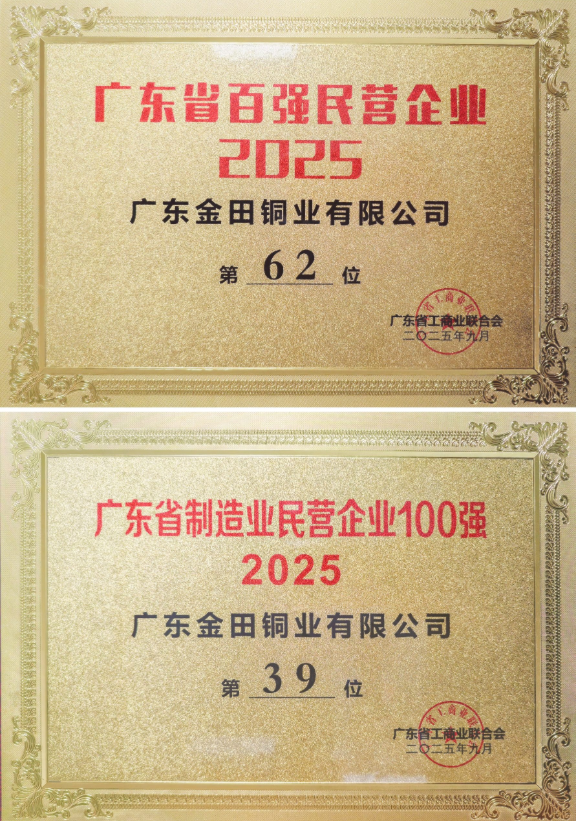 广东省百强民营企业
2025
广东金田铜业有限公司
第 62 位
广东省工商业联合会
二〇二五年九月
广东省制造业民营企业100强
2025
广东金田铜业有限公司
第 39 位
广东省工商业联合会
二〇二五年九月